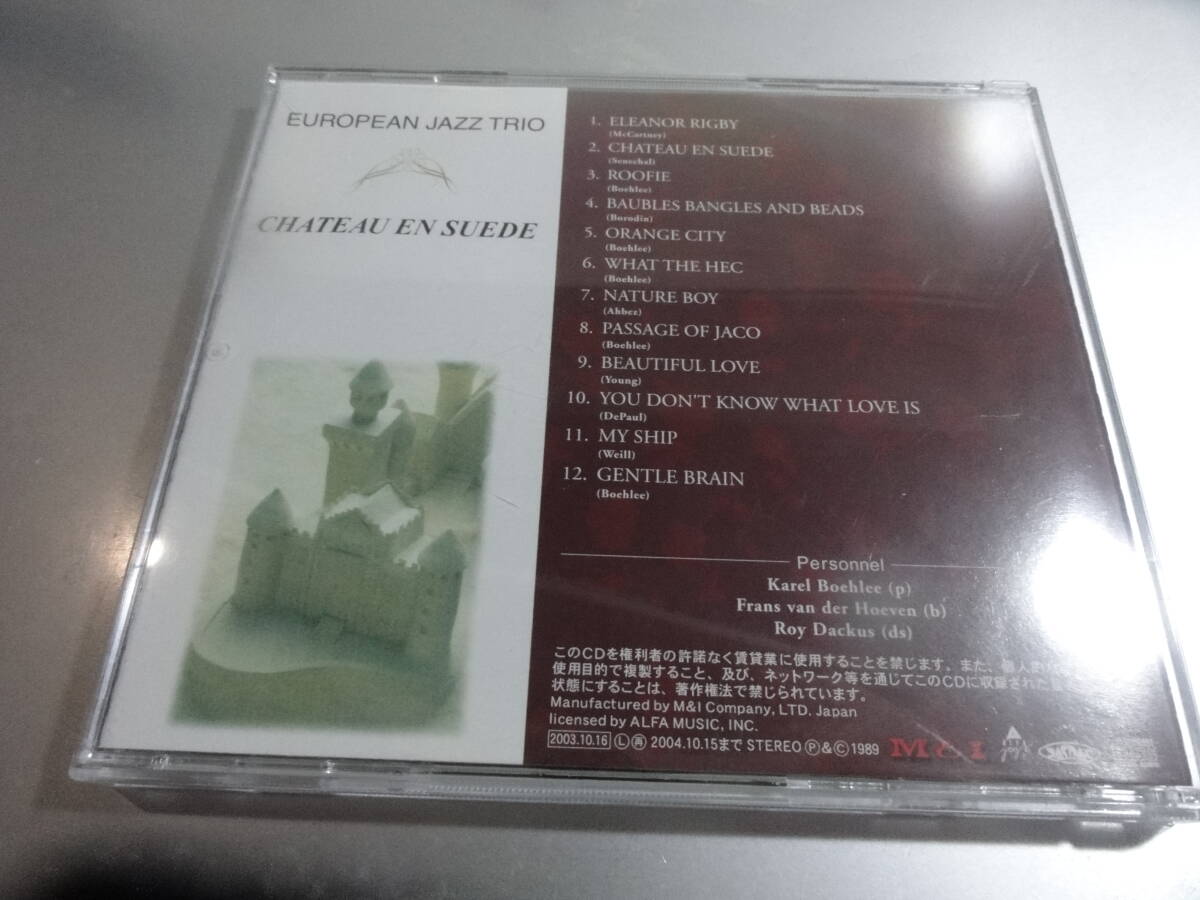 EUROPEAN JAZZ TRIO
CHATEAU EN SUEDE
1. ELEANOR RIGBY
(McCartney)
2. CHATEAU EN SUEDE
(Senechal)
3. ROOFIE
(Boehlee)
4. BAUBLES BANGLES AND BEADS
(Borodin)
5. ORANGE CITY
(Boehlee)
6. WHAT THE HEC
(Boehlee)
7. NATURE BOY
(Ahbez)
8. PASSAGE OF JACO
(Boehlee)
9. BEAUTIFUL LOVE
(Young)
10. YOU DON'T KNOW WHAT LOVE IS
(DePaul)
11. MY SHIP
(Weill)
12. GENTLE BRAIN
(Boehlee)
Personnel
Karel Boehlee (p)
Frans van der Hoeven (b)
Roy Dackus (ds)
このCDを権利者の許諾なく賃貸業に使用することを禁じます。また、個人的
使用目的で複製すること、及び、ネットワーク等を通じてこのCDに収録された
状態にすることは、著作権法で禁じられています。
Manufactured by M&I Company, LTD. Japan
licensed by ALFA MUSIC, INC.
2003.10.16 Ⓛ㊐ 2004.10.15まで STEREO Ⓟ&Ⓒ 1989 M&I